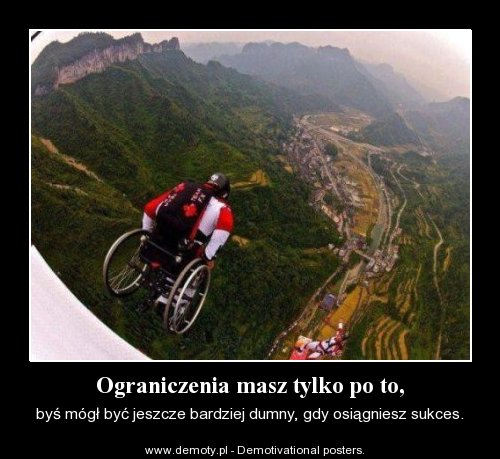 Ograniczenia masz tylko po to,
byś mógł być jeszcze bardziej dumny, gdy osiągniesz sukces.
www.demoty.pl - Demotivational posters.